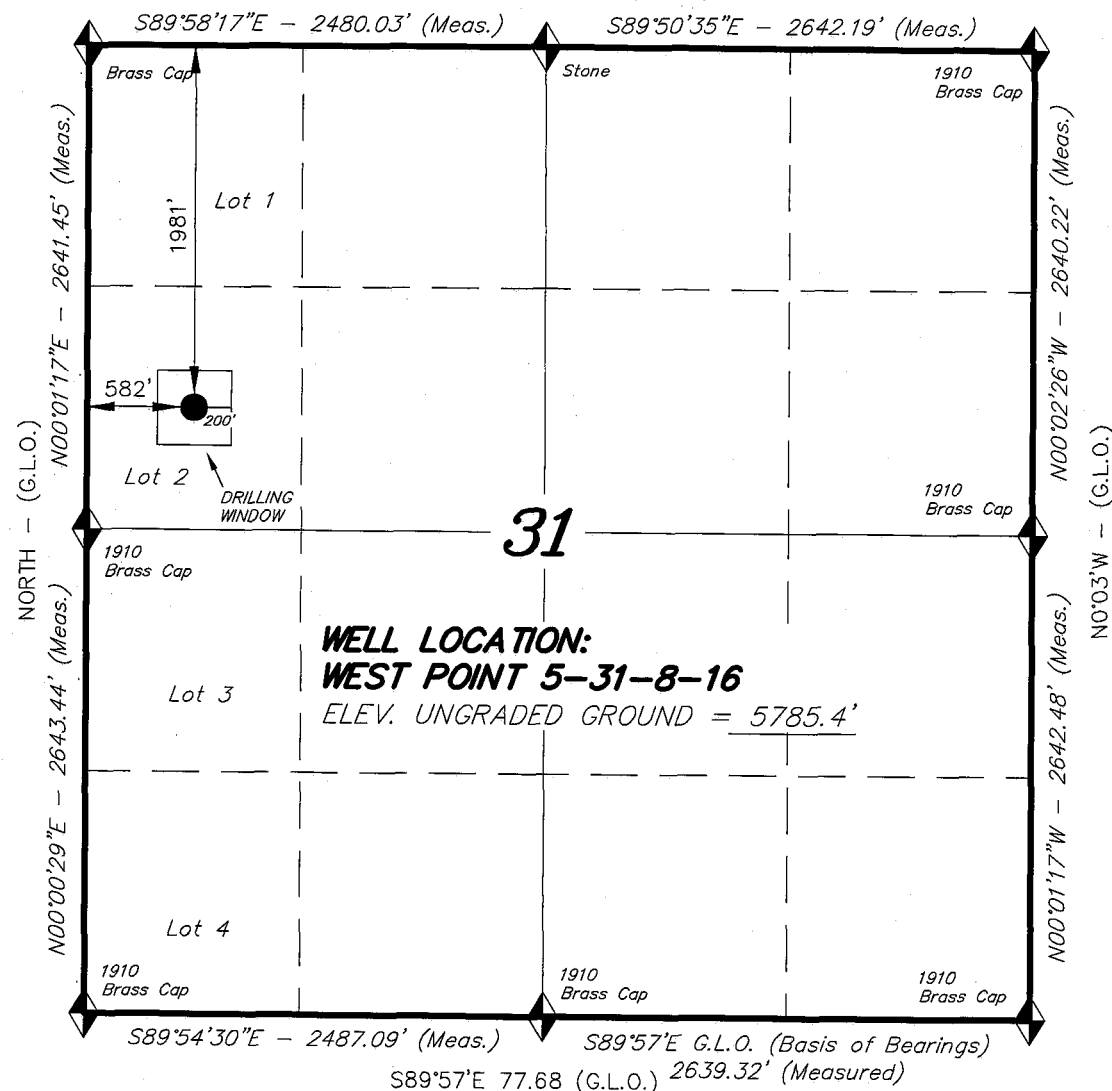 S89°58'17"E - 2480.03' (Meas.)
S89°50'35"E - 2642.19' (Meas.)
Brass Cap
Stone
1910
Brass Cap
N00°01'17"E - 2641.45' (Meas.)
1981'
Lot 1
N00°02'26"W - 2640.22' (Meas.)
582'
200'
Lot 2
DRILLING
WINDOW
1910
Brass Cap
NORTH - (G.L.O.)
N0°03'W - (G.L.O.)
31
1910
Brass Cap
WELL LOCATION:
WEST POINT 5-31-8-16
ELEV. UNGRADED GROUND = 5785.4'
N00°00'29"E - 2643.44' (Meas.)
Lot 3
N00°01'17"W - 2642.48' (Meas.)
Lot 4
1910
Brass Cap
1910
Brass Cap
1910
Brass Cap
S89°54'30"E - 2487.09' (Meas.)
S89°57'E G.L.O. (Basis of Bearings)
2639.32' (Measured)
S89°57'E 77.68 (G.L.O.)